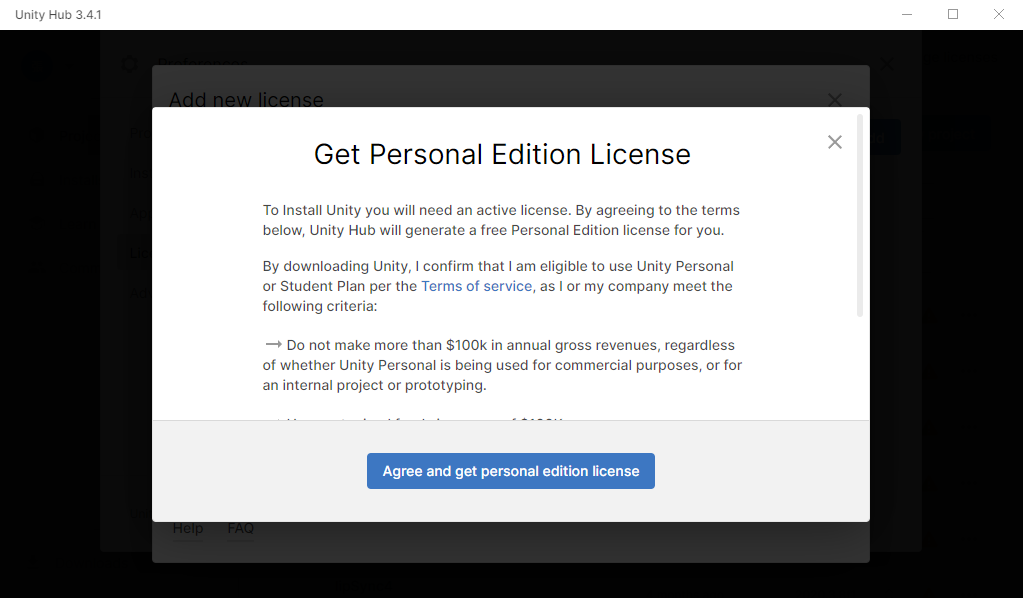 Unity Hub 3.4.1
Preferences
Add new license
Get Personal Edition License
To Install Unity you will need an active license. By agreeing to the terms
below, Unity Hub will generate a free Personal Edition license for you.
By downloading Unity, I confirm that I am eligible to use Unity Personal
or Student Plan per the Terms of service, as I or my company meet the
following criteria:
→ Do not make more than $100k in annual gross revenues, regardless
of whether Unity Personal is being used for commercial purposes, or for
an internal project or prototyping.
Agree and get personal edition license
Help FAQ